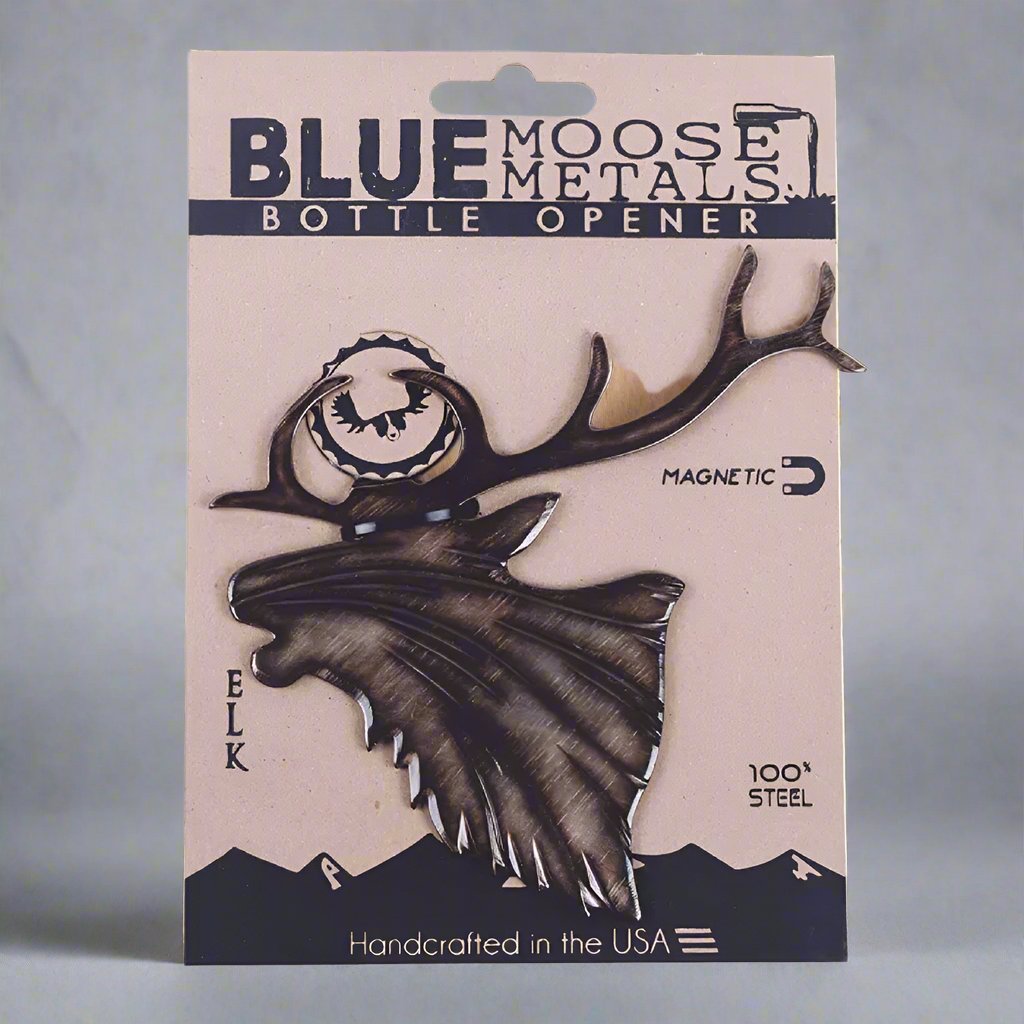 BLUE MOOSE
METALS
BOTTLE OPENER
MAGNETIC
ELK
100%
STEEL
Handcrafted in the USA